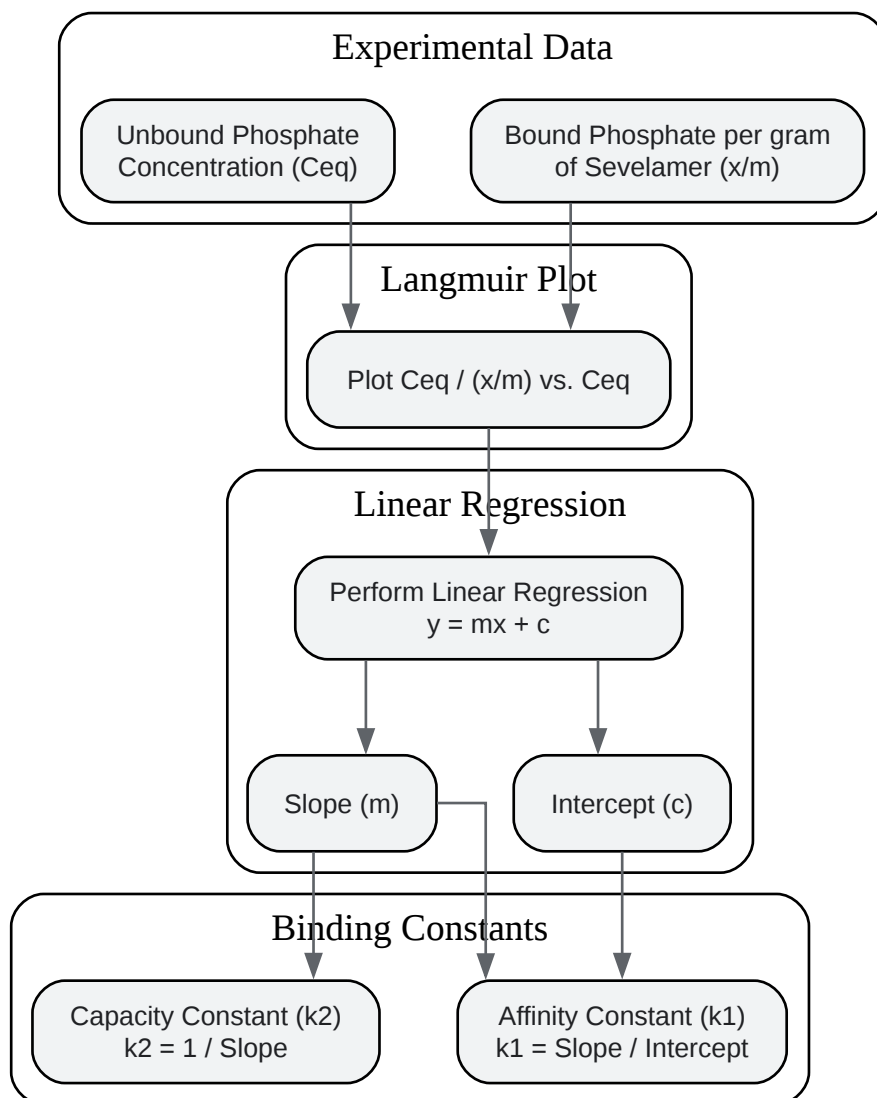 Experimental Data
Unbound Phosphate
Concentration (Ceq)
Bound Phosphate per gram
of Sevelamer (x/m)
Langmuir Plot
Plot Ceq / (x/m) vs. Ceq
Linear Regression
Perform Linear Regression
y = mx + c
Slope (m)
Intercept (c)
Binding Constants
Capacity Constant (k2)
k2 = 1 / Slope
Affinity Constant (k1)
k1 = Slope / Intercept